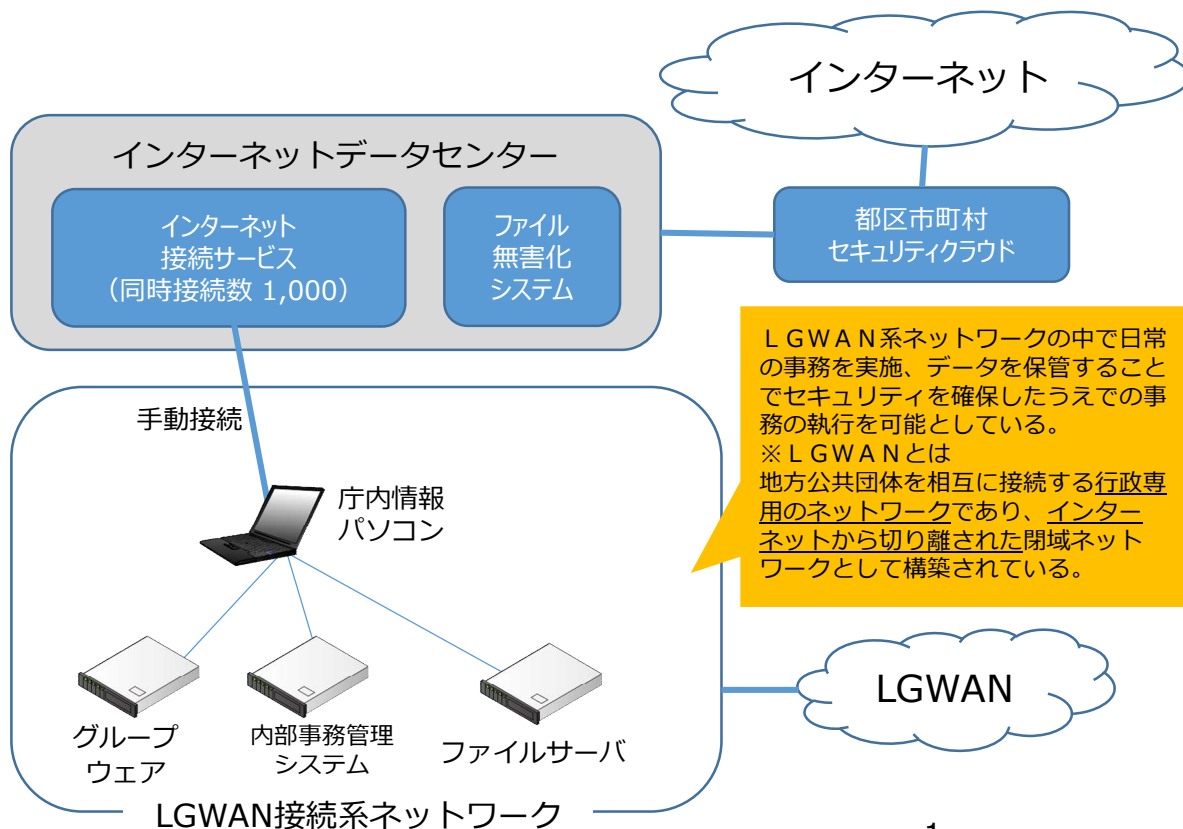 インターネット
インターネットデータセンター
インターネット
接続サービス
（同時接続数 1,000）
ファイル
無害化
システム
都区市町村
セキュリティクラウド
ＬＧＷＡＮ系ネットワークの中で日常
の事務を実施、データを保管すること
でセキュリティを確保したうえでの事
務の執行を可能としている。
※ＬＧＷＡＮとは
地方公共団体を相互に接続する行政専
用のネットワークであり、インター
ネットから切り離された閉域ネット
ワークとして構築されている。
手動接続
庁内情報
パソコン
グループ
ウェア
内部事務管理
システム
ファイルサーバ
LGWAN
LGWAN接続系ネットワーク
1